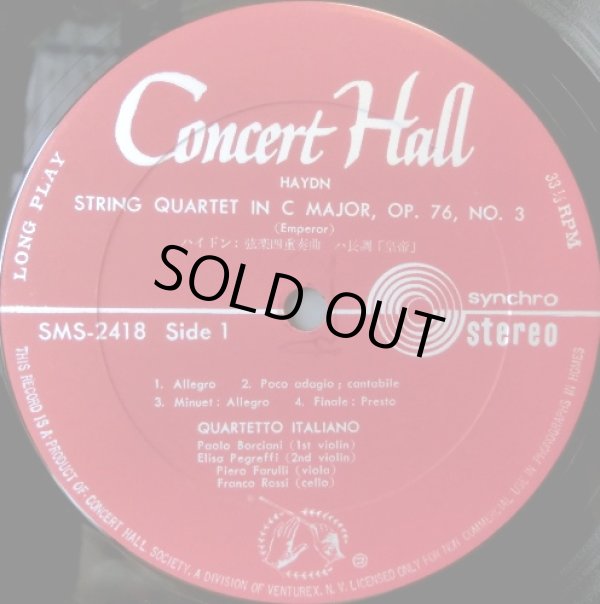 Concert Hall
HAYDN
STRING QUARTET IN C MAJOR, OP. 76, NO. 3
(Emperor)
ハイドン：弦楽四重奏曲 ハ長調「皇帝」
LONG PLAY
33⅓ RPM
SOLD OUT
SMS-2418 Side 1
synchro
stereo
1. Allegro 2. Poco adagio; cantabile
3. Minuet: Allegro 4. Finale: Presto
QUARTETTO ITALIANO
Paolo Borciani (1st violin)
Elisa Pegreffi (2nd violin)
Piero Farulli (viola)
Franco Rossi (cello)
THIS RECORD IS A PRODUCT OF: CONCERT HALL SOCIETY, A DIVISION OF VENTUREX, N. Y. LICENSED ONLY FOR NON COMMERCIAL USE IN PHONOGRAPHS IN HOMES